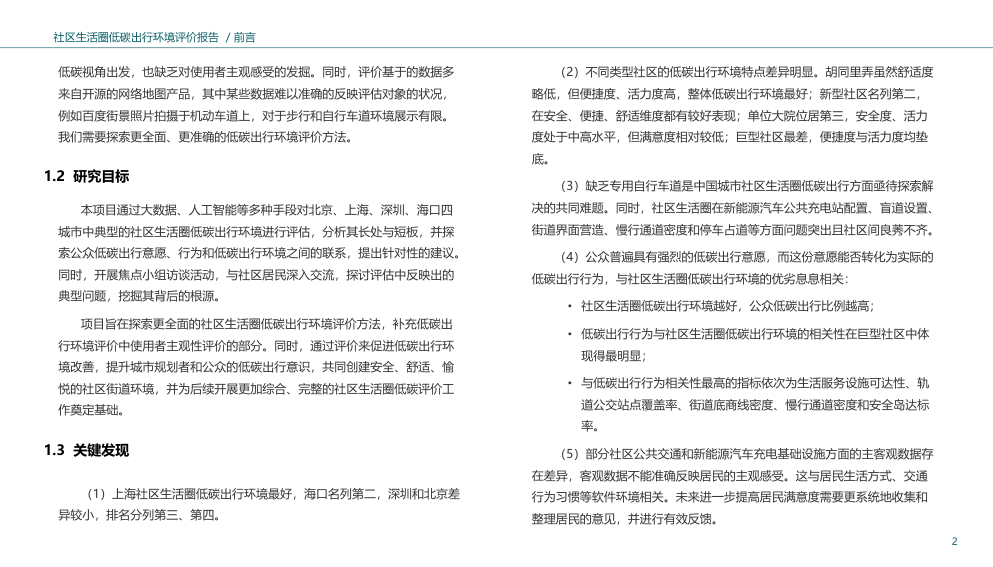 社区生活圈低碳出行环境评价报告 / 前言
低碳视角出发，也缺乏对使用者主观感受的发掘。同时，评价基于的数据多
来自开源的网络地图产品，其中某些数据难以准确的反映评估对象的状况，
例如百度街景照片拍摄于机动车道上，对于步行和自行车道环境展示有限。
我们需要探索更全面、更准确的低碳出行环境评价方法。
1.2 研究目标
本项目通过大数据、人工智能等多种手段对北京、上海、深圳、海口四
城市中典型的社区生活圈低碳出行环境进行评估，分析其长处与短板，并探
索公众低碳出行意愿、行为和低碳出行环境之间的联系，提出针对性的建议。
同时，开展焦点小组访谈活动，与社区居民深入交流，探讨评估中反映出的
典型问题，挖掘其背后的根源。
项目旨在探索更全面的社区生活圈低碳出行环境评价方法，补充低碳出
行环境评价中使用者主观性评价的部分。同时，通过评价来促进低碳出行环
境改善，提升城市规划者和公众的低碳出行意识，共同创建安全、舒适、愉
悦的社区街道环境，并为后续开展更加综合、完整的社区生活圈低碳评价工
作奠定基础。
1.3 关键发现
（1）上海社区生活圈低碳出行环境最好，海口名列第二，深圳和北京差
异较小，排名分列第三、第四。
（2）不同类型社区的低碳出行环境特点差异明显。胡同里弄虽然舒适度
略低，但便捷度、活力度高，整体低碳出行环境最好；新型社区名列第二，
在安全、便捷、舒适维度都有较好表现；单位大院位居第三，安全度、活力
度处于中高水平，但满意度相对较低；巨型社区最差，便捷度与活力度均垫
底。
（3）缺乏专用自行车道是中国城市社区生活圈低碳出行方面亟待探索解
决的共同难题。同时，社区生活圈在新能源汽车公共充电站配置、盲道设置、
街道界面营造、慢行通道密度和停车占道等方面问题突出且社区间良莠不齐。
（4）公众普遍具有强烈的低碳出行意愿，而这份意愿能否转化为实际的
低碳出行行为，与社区生活圈低碳出行环境的优劣息息相关：
• 社区生活圈低碳出行环境越好，公众低碳出行比例越高；
• 低碳出行行为与社区生活圈低碳出行环境的相关性在巨型社区中体
现得最明显；
• 与低碳出行行为相关性最高的指标依次为生活服务设施可达性、轨
道公交站点覆盖率、街道底商线密度、慢行通道密度和安全岛达标
率。
（5）部分社区公共交通和新能源汽车充电基础设施方面的主客观数据存
在差异，客观数据不能准确反映居民的主观感受。这与居民生活方式、交通
行为习惯等软件环境相关。未来进一步提高居民满意度需要更系统地收集和
整理居民的意见，并进行有效反馈。
2